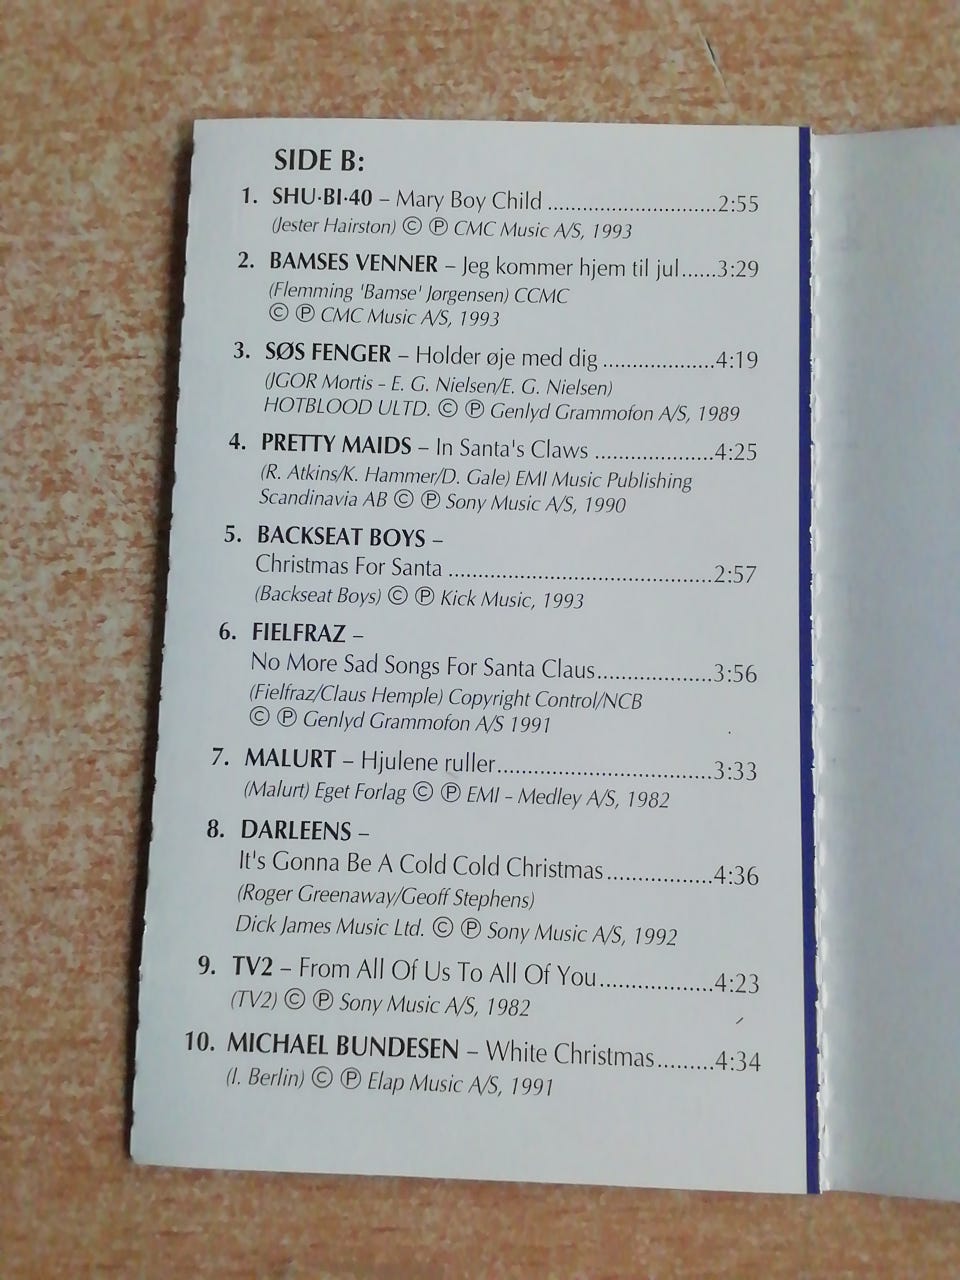 SIDE B:
1. SHU·BI·40 – Mary Boy Child ............................2:55
(Jester Hairston) © ℗ CMC Music A/S, 1993
2. BAMSES VENNER – Jeg kommer hjem til jul......3:29
(Flemming 'Bamse' Jørgensen) CCMC
© ℗ CMC Music A/S, 1993
3. SØS FENGER – Holder øje med dig ...................4:19
(JGOR Mortis - E. G. Nielsen/E. G. Nielsen)
HOTBLOOD ULTD. © ℗ Genlyd Grammofon A/S, 1989
4. PRETTY MAIDS – In Santa's Claws ....................4:25
(R. Atkins/K. Hammer/D. Gale) EMI Music Publishing
Scandinavia AB © ℗ Sony Music A/S, 1990
5. BACKSEAT BOYS –
Christmas For Santa ............................................2:57
(Backseat Boys) © ℗ Kick Music, 1993
6. FIELFRAZ –
No More Sad Songs For Santa Claus...................3:56
(Fielfraz/Claus Hemple) Copyright Control/NCB
© ℗ Genlyd Grammofon A/S 1991
7. MALURT – Hjulene ruller....................................3:33
(Malurt) Eget Forlag © ℗ EMI - Medley A/S, 1982
8. DARLEENS –
It's Gonna Be A Cold Cold Christmas .................4:36
(Roger Greenaway/Geoff Stephens)
Dick James Music Ltd. © ℗ Sony Music A/S, 1992
9. TV2 – From All Of Us To All Of You...................4:23
(TV2) © ℗ Sony Music A/S, 1982
10. MICHAEL BUNDESEN – White Christmas.........4:34
(I. Berlin) © ℗ Elap Music A/S, 1991